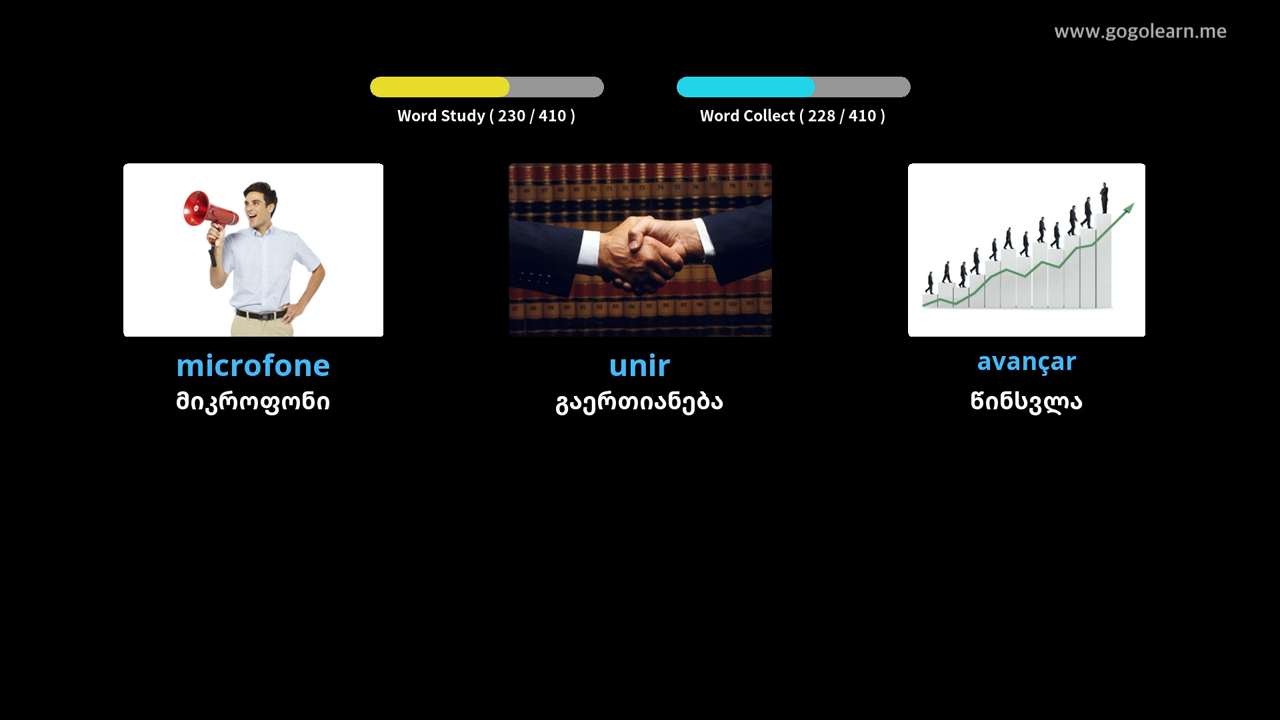 www.gogolearn.me
Word Study ( 230 / 410 )
Word Collect ( 228 / 410 )
microfone
მიკროფონი
unir
გაერთიანება
avançar
წინსვლა